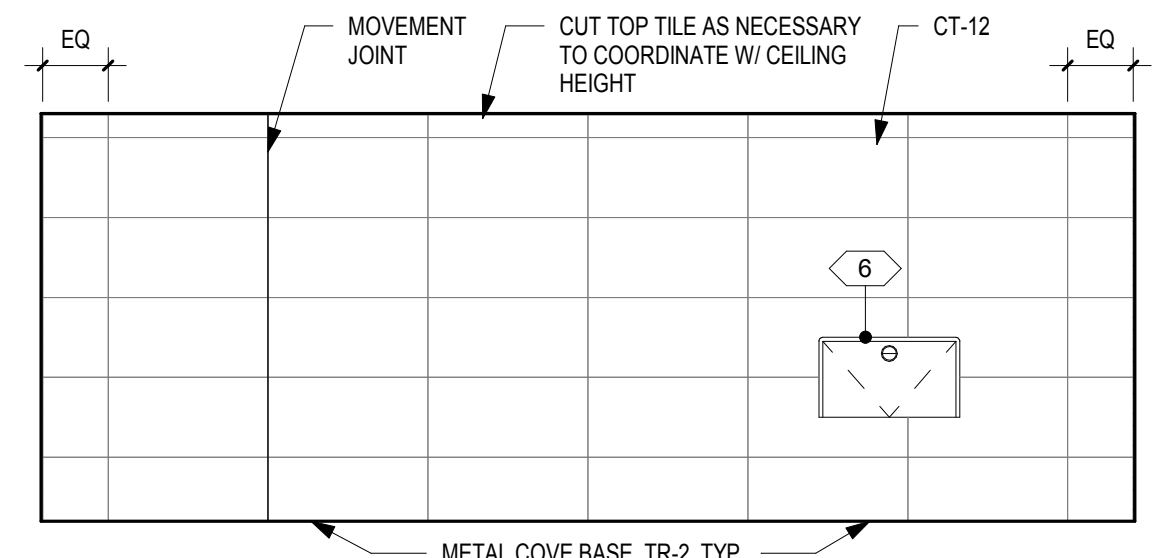 EQ
MOVEMENT
JOINT
CUT TOP TILE AS NECESSARY
TO COORDINATE W/ CEILING
HEIGHT
CT-12
EQ
6
METAL COVE BASE, TR-2, TYP